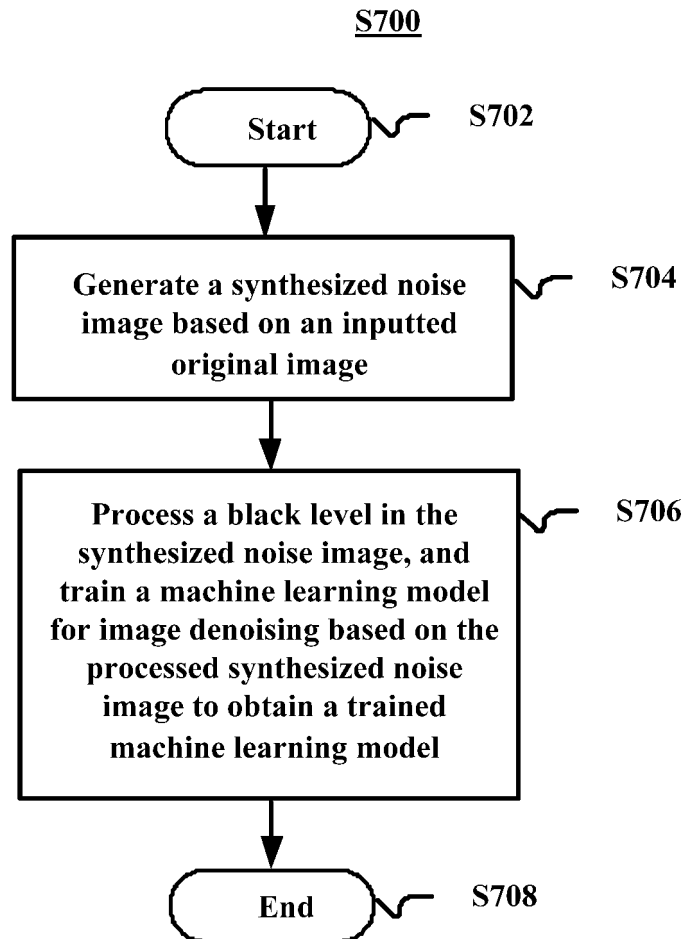 S700
Start
S702
Generate a synthesized noise
image based on an inputted
original image
S704
Process a black level in the
synthesized noise image, and
train a machine learning model
for image denoising based on the
processed synthesized noise
image to obtain a trained
machine learning model
S706
End
S708